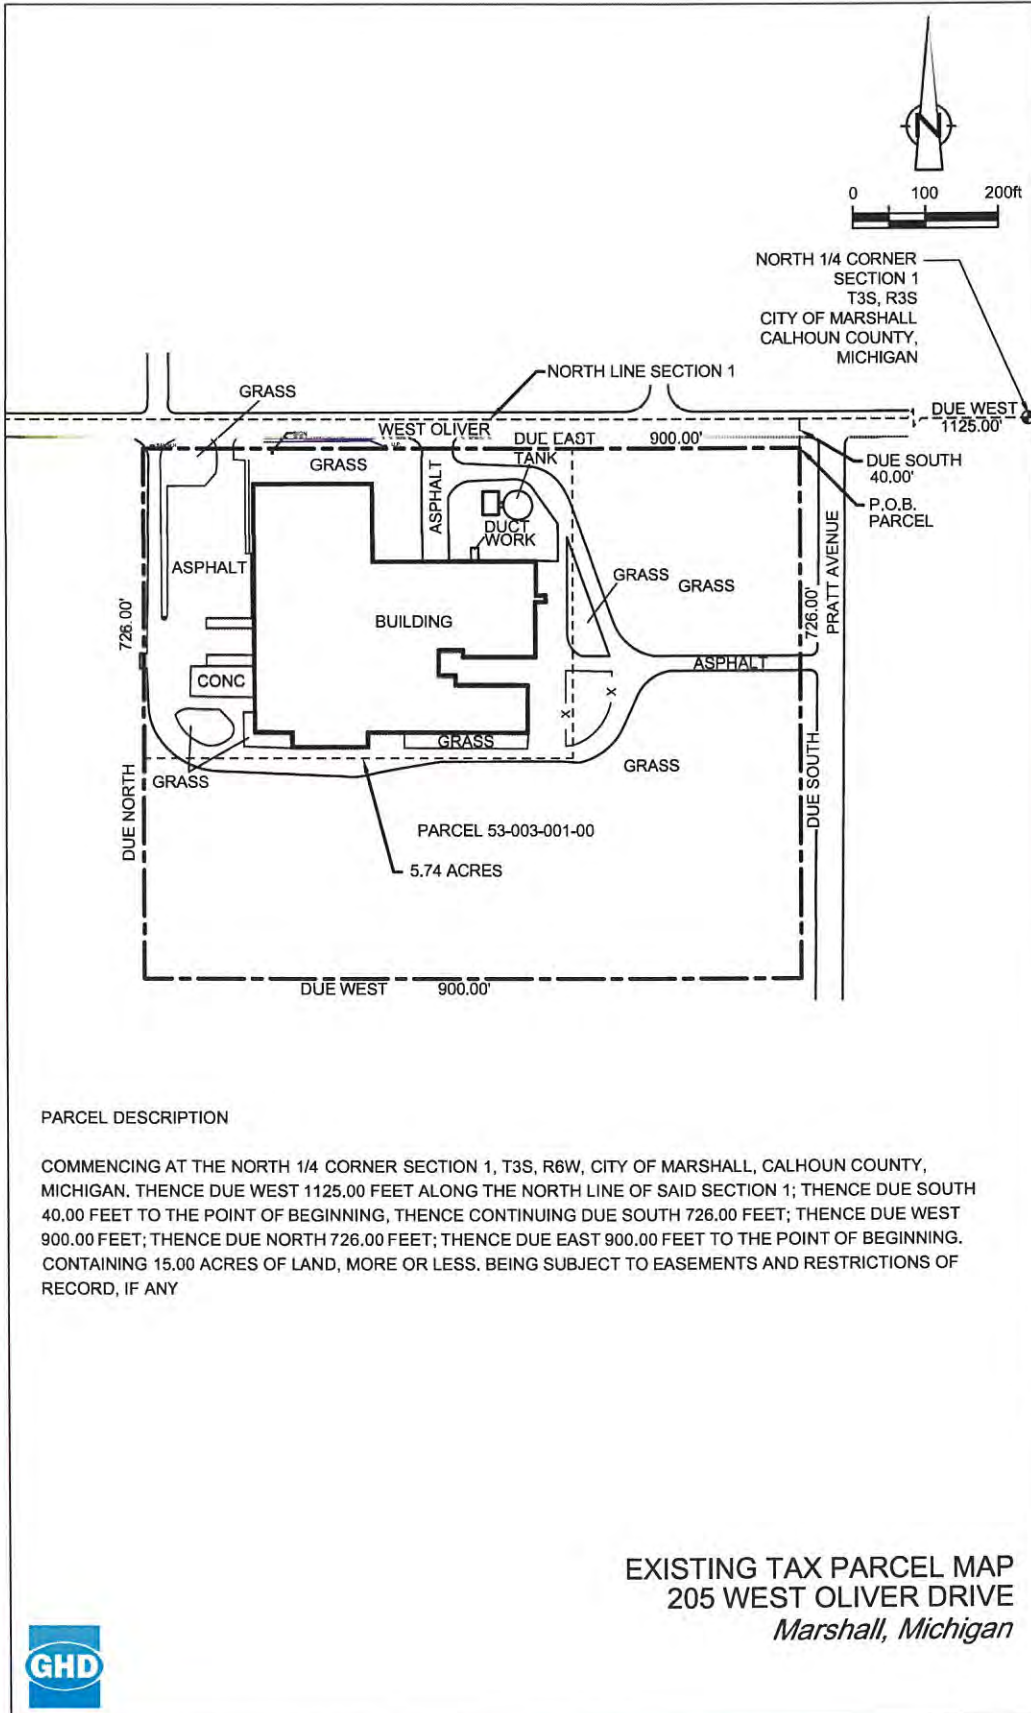 N
0 100 200ft
NORTH 1/4 CORNER
SECTION 1
T3S, R3S
CITY OF MARSHALL
CALHOUN COUNTY,
MICHIGAN
NORTH LINE SECTION 1
GRASS
DUE WEST
1125.00'
WEST OLIVER
DUE EAST 900.00'
GRASS
TANK
DUE SOUTH
40.00'
P.O.B.
PARCEL
ASPHALT
DUCT
WORK
ASPHALT
GRASS
GRASS
726.00'
BUILDING
726.00'
PRATT AVENUE
ASPHALT
CONC
X
X
GRASS
GRASS
GRASS
DUE NORTH
DUE SOUTH
PARCEL 53-003-001-00
5.74 ACRES
DUE WEST 900.00'
PARCEL DESCRIPTION
COMMENCING AT THE NORTH 1/4 CORNER SECTION 1, T3S, R6W, CITY OF MARSHALL, CALHOUN COUNTY,
MICHIGAN. THENCE DUE WEST 1125.00 FEET ALONG THE NORTH LINE OF SAID SECTION 1; THENCE DUE SOUTH
40.00 FEET TO THE POINT OF BEGINNING, THENCE CONTINUING DUE SOUTH 726.00 FEET; THENCE DUE WEST
900.00 FEET; THENCE DUE NORTH 726.00 FEET; THENCE DUE EAST 900.00 FEET TO THE POINT OF BEGINNING.
CONTAINING 15.00 ACRES OF LAND, MORE OR LESS. BEING SUBJECT TO EASEMENTS AND RESTRICTIONS OF
RECORD, IF ANY
EXISTING TAX PARCEL MAP
205 WEST OLIVER DRIVE
Marshall, Michigan
GHD